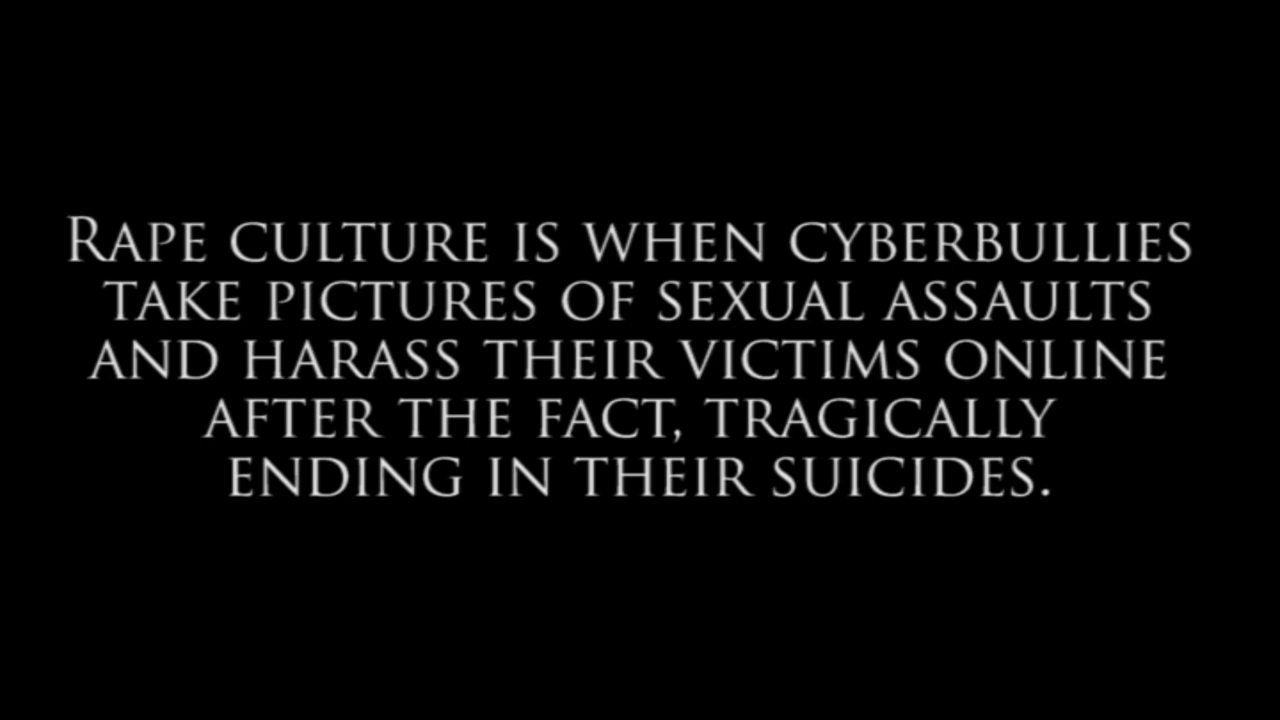 Rape culture is when cyberbullies
take pictures of sexual assaults
and harass their victims online
after the fact, tragically
ending in their suicides.